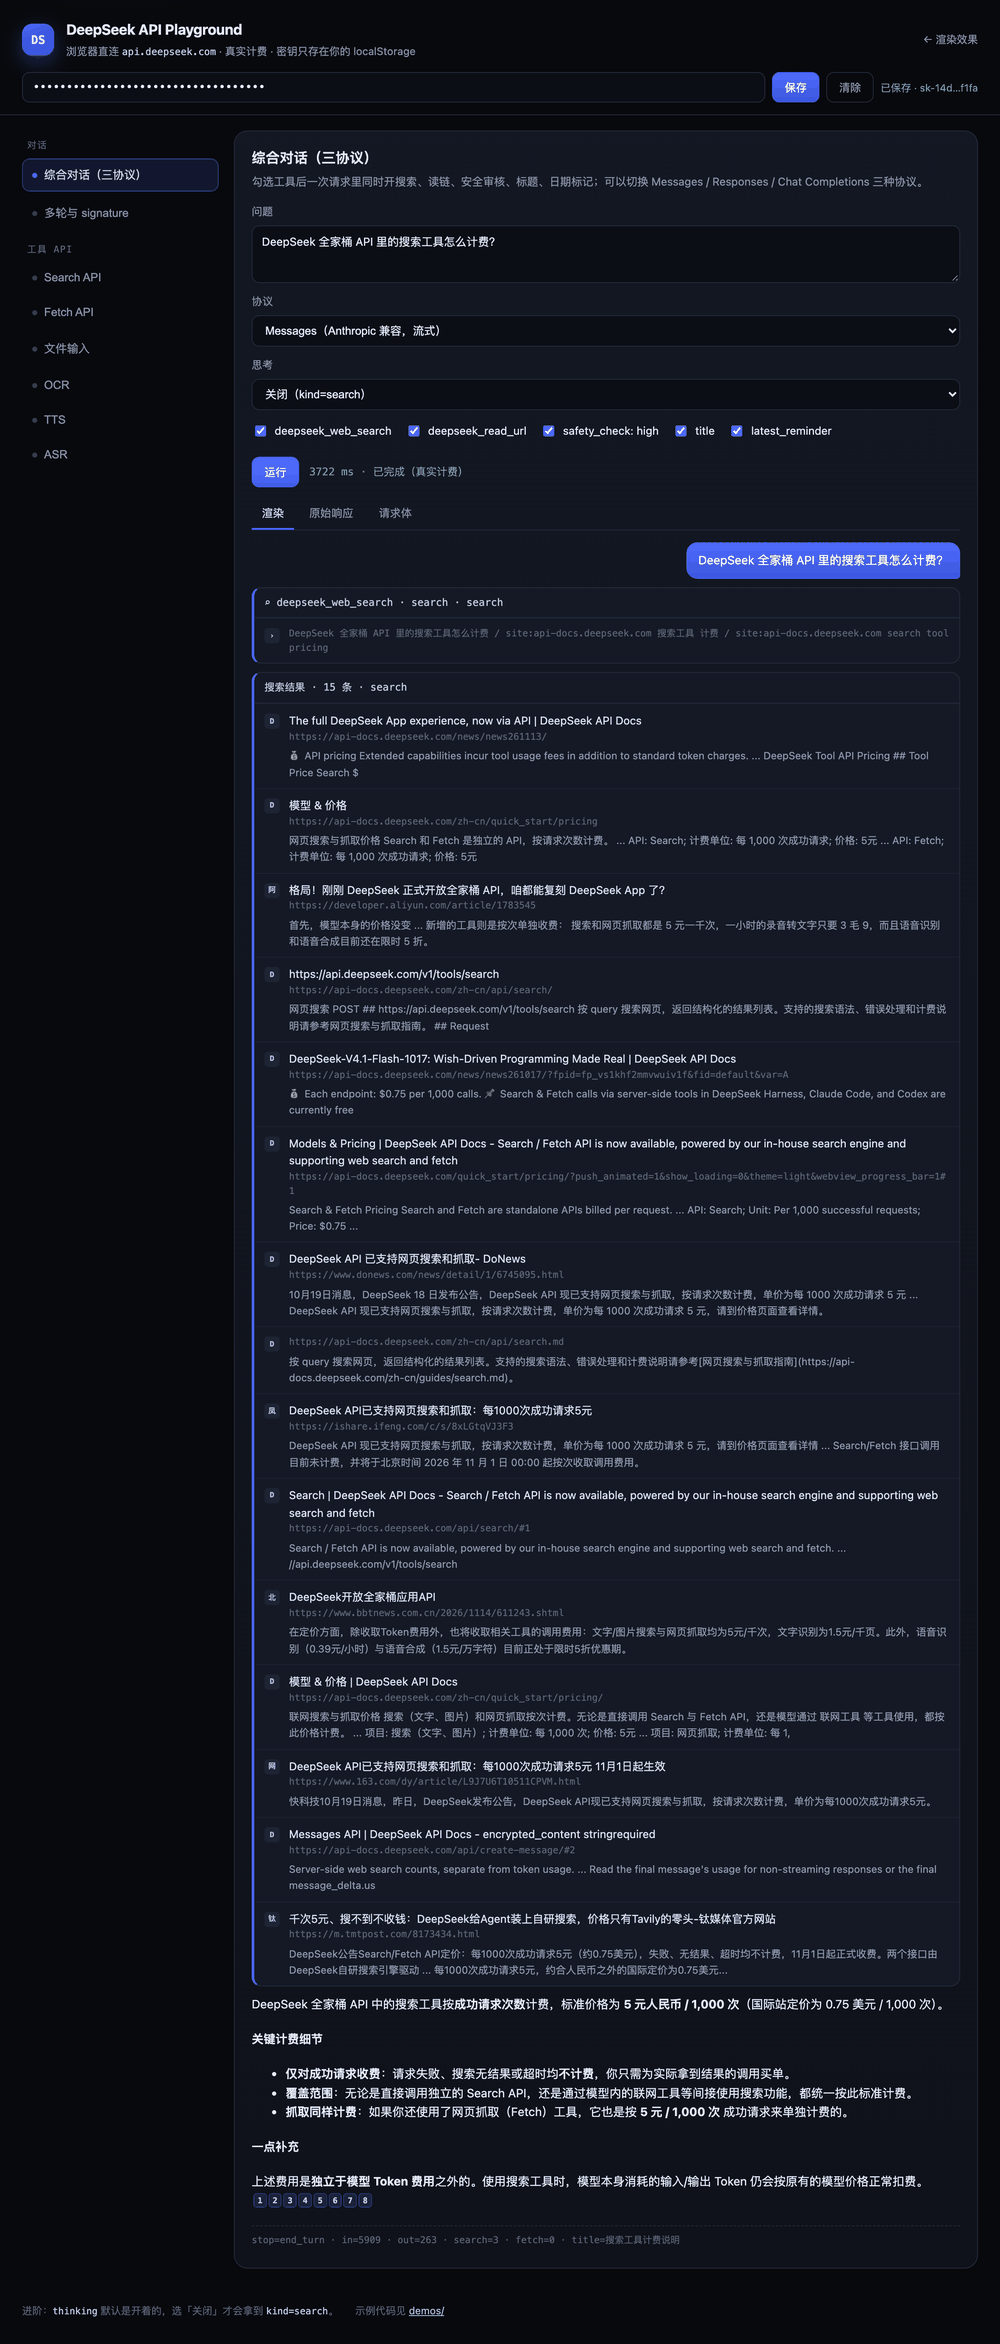 DS
DeepSeek API Playground
浏览器直连 api.deepseek.com · 真实计费 · 密钥只存在你的 localStorage
← 渲染效果
••••••••••••••••••••••••••••••••••••
保存
清除
已保存 · sk-14d…f1fa
对话
综合对话（三协议）
多轮与 signature
工具 API
Search API
Fetch API
文件输入
OCR
TTS
ASR
综合对话（三协议）
勾选工具后一次请求里同时开搜索、读链、安全审核、标题、日期标记；可以切换 Messages / Responses / Chat Completions 三种协议。
问题
DeepSeek 全家桶 API 里的搜索工具怎么计费？
协议
Messages（Anthropic 兼容，流式）
思考
关闭（kind=search）
deepseek_web_search
deepseek_read_url
safety_check: high
title
latest_reminder
运行
3722 ms · 已完成（真实计费）
渲染
原始响应
请求体
DeepSeek 全家桶 API 里的搜索工具怎么计费？
⌕ deepseek_web_search · search · search
›
DeepSeek 全家桶 API 里的搜索工具怎么计费 / site:api-docs.deepseek.com 搜索工具 计费 / site:api-docs.deepseek.com search tool
pricing
搜索结果 · 15 条 · search
D
The full DeepSeek App experience, now via API | DeepSeek API Docs
https://api-docs.deepseek.com/news/news261113/
💰 API pricing Extended capabilities incur tool usage fees in addition to standard token charges. ... DeepSeek Tool API Pricing ## Tool
Price Search $
D
模型 & 价格
https://api-docs.deepseek.com/zh-cn/quick_start/pricing
网页搜索与抓取价格 Search 和 Fetch 是独立的 API，按请求次数计费。 ... API: Search; 计费单位: 每 1,000 次成功请求; 价格: 5元 ... API: Fetch;
计费单位: 每 1,000 次成功请求; 价格: 5元
阿
格局！刚刚 DeepSeek 正式开放全家桶 API，咱都能复刻 DeepSeek App 了？
https://developer.aliyun.com/article/1783545
首先，模型本身的价格没变 ... 新增的工具则是按次单独收费： 搜索和网页抓取都是 5 元一千次，一小时的录音转文字只要 3 毛 9，而且语音识别
和语音合成目前还在限时 5 折。
D
https://api.deepseek.com/v1/tools/search
https://api-docs.deepseek.com/zh-cn/api/search/
网页搜索 POST ## https://api.deepseek.com/v1/tools/search 按 query 搜索网页，返回结构化的结果列表。支持的搜索语法、错误处理和计费说
明请参考网页搜索与抓取指南。 ## Request
D
DeepSeek-V4.1-Flash-1017: Wish-Driven Programming Made Real | DeepSeek API Docs
https://api-docs.deepseek.com/news/news261017/?fpid=fp_vs1khf2mmvwuiv1f&fid=default&var=A
💰 Each endpoint: $0.75 per 1,000 calls. 📌 Search & Fetch calls via server-side tools in DeepSeek Harness, Claude Code, and Codex are
currently free
D
Models & Pricing | DeepSeek API Docs - Search / Fetch API is now available, powered by our in-house search engine and
supporting web search and fetch
https://api-docs.deepseek.com/quick_start/pricing/?push_animated=1&show_loading=0&theme=light&webview_progress_bar=1#
1
Search & Fetch Pricing Search and Fetch are standalone APIs billed per request. ... API: Search; Unit: Per 1,000 successful requests;
Price: $0.75 ...
D
DeepSeek API 已支持网页搜索和抓取- DoNews
https://www.donews.com/news/detail/1/6745095.html
10月19日消息，DeepSeek 18 日发布公告，DeepSeek API 现已支持网页搜索与抓取，按请求次数计费，单价为每 1000 次成功请求 5 元 ...
DeepSeek API 现已支持网页搜索与抓取，按请求次数计费，单价为每 1000 次成功请求 5 元，请到价格页面查看详情。
D
https://api-docs.deepseek.com/zh-cn/api/search.md
按 query 搜索网页，返回结构化的结果列表。支持的搜索语法、错误处理和计费说明请参考[网页搜索与抓取指南](https://api-
docs.deepseek.com/zh-cn/guides/search.md)。
凤
DeepSeek API已支持网页搜索和抓取：每1000次成功请求5元
https://ishare.ifeng.com/c/s/8xLGtqVJ3F3
DeepSeek API 现已支持网页搜索与抓取，按请求次数计费，单价为每 1000 次成功请求 5 元，请到价格页面查看详情 ... Search/Fetch 接口调用
目前未计费，并将于北京时间 2026 年 11 月 1 日 00:00 起按次收取调用费用。
D
Search | DeepSeek API Docs - Search / Fetch API is now available, powered by our in-house search engine and supporting web
search and fetch
https://api-docs.deepseek.com/api/search/#1
Search / Fetch API is now available, powered by our in-house search engine and supporting web search and fetch. ...
//api.deepseek.com/v1/tools/search
北
DeepSeek开放全家桶应用API
https://www.bbtnews.com.cn/2026/1114/611243.shtml
在定价方面，除收取Token费用外，也将收取相关工具的调用费用：文字/图片搜索与网页抓取均为5元/千次，文字识别为1.5元/千页。此外，语音识
别（0.39元/小时）与语音合成（1.5元/万字符）目前正处于限时5折优惠期。
D
模型 & 价格 | DeepSeek API Docs
https://api-docs.deepseek.com/zh-cn/quick_start/pricing/
联网搜索与抓取价格 搜索（文字、图片）和网页抓取按次计费。无论是直接调用 Search 与 Fetch API，还是模型通过 联网工具 等工具使用，都按
此价格计费。 ... 项目: 搜索（文字、图片）; 计费单位: 每 1,000 次; 价格: 5元 ... 项目: 网页抓取; 计费单位: 每 1,
网
DeepSeek API已支持网页搜索和抓取：每1000次成功请求5元 11月1日起生效
https://www.163.com/dy/article/L9J7U6T10511CPVM.html
快科技10月19日消息，昨日，DeepSeek发布公告，DeepSeek API现已支持网页搜索与抓取，按请求次数计费，单价为每1000次成功请求5元。
D
Messages API | DeepSeek API Docs - encrypted_content stringrequired
https://api-docs.deepseek.com/api/create-message/#2
Server-side web search counts, separate from token usage. ... Read the final message's usage for non-streaming responses or the final
message_delta.us
钛
千次5元、搜不到不收钱：DeepSeek给Agent装上自研搜索，价格只有Tavily的零头-钛媒体官方网站
https://m.tmtpost.com/8173434.html
DeepSeek公告Search/Fetch API定价：每1000次成功请求5元（约0.75美元），失败、无结果、超时均不计费，11月1日起正式收费。两个接口由
DeepSeek自研搜索引擎驱动 ... 每1000次成功请求5元，约合人民币之外的国际定价为0.75美元...
DeepSeek 全家桶 API 中的搜索工具按成功请求次数计费，标准价格为 5 元人民币 / 1,000 次（国际站定价为 0.75 美元 / 1,000 次）。
关键计费细节
• 仅对成功请求收费：请求失败、搜索无结果或超时均不计费，你只需为实际拿到结果的调用买单。
• 覆盖范围：无论是直接调用独立的 Search API，还是通过模型内的联网工具等间接使用搜索功能，都统一按此标准计费。
• 抓取同样计费：如果你还使用了网页抓取（Fetch）工具，它也是按 5 元 / 1,000 次 成功请求来单独计费的。
一点补充
上述费用是独立于模型 Token 费用之外的。使用搜索工具时，模型本身消耗的输入/输出 Token 仍会按原有的模型价格正常扣费。
1 2 3 4 5 6 7 8
stop=end_turn · in=5909 · out=263 · search=3 · fetch=0 · title=搜索工具计费说明
进阶：thinking 默认是开着的，选「关闭」才会拿到 kind=search。
示例代码见 demos/